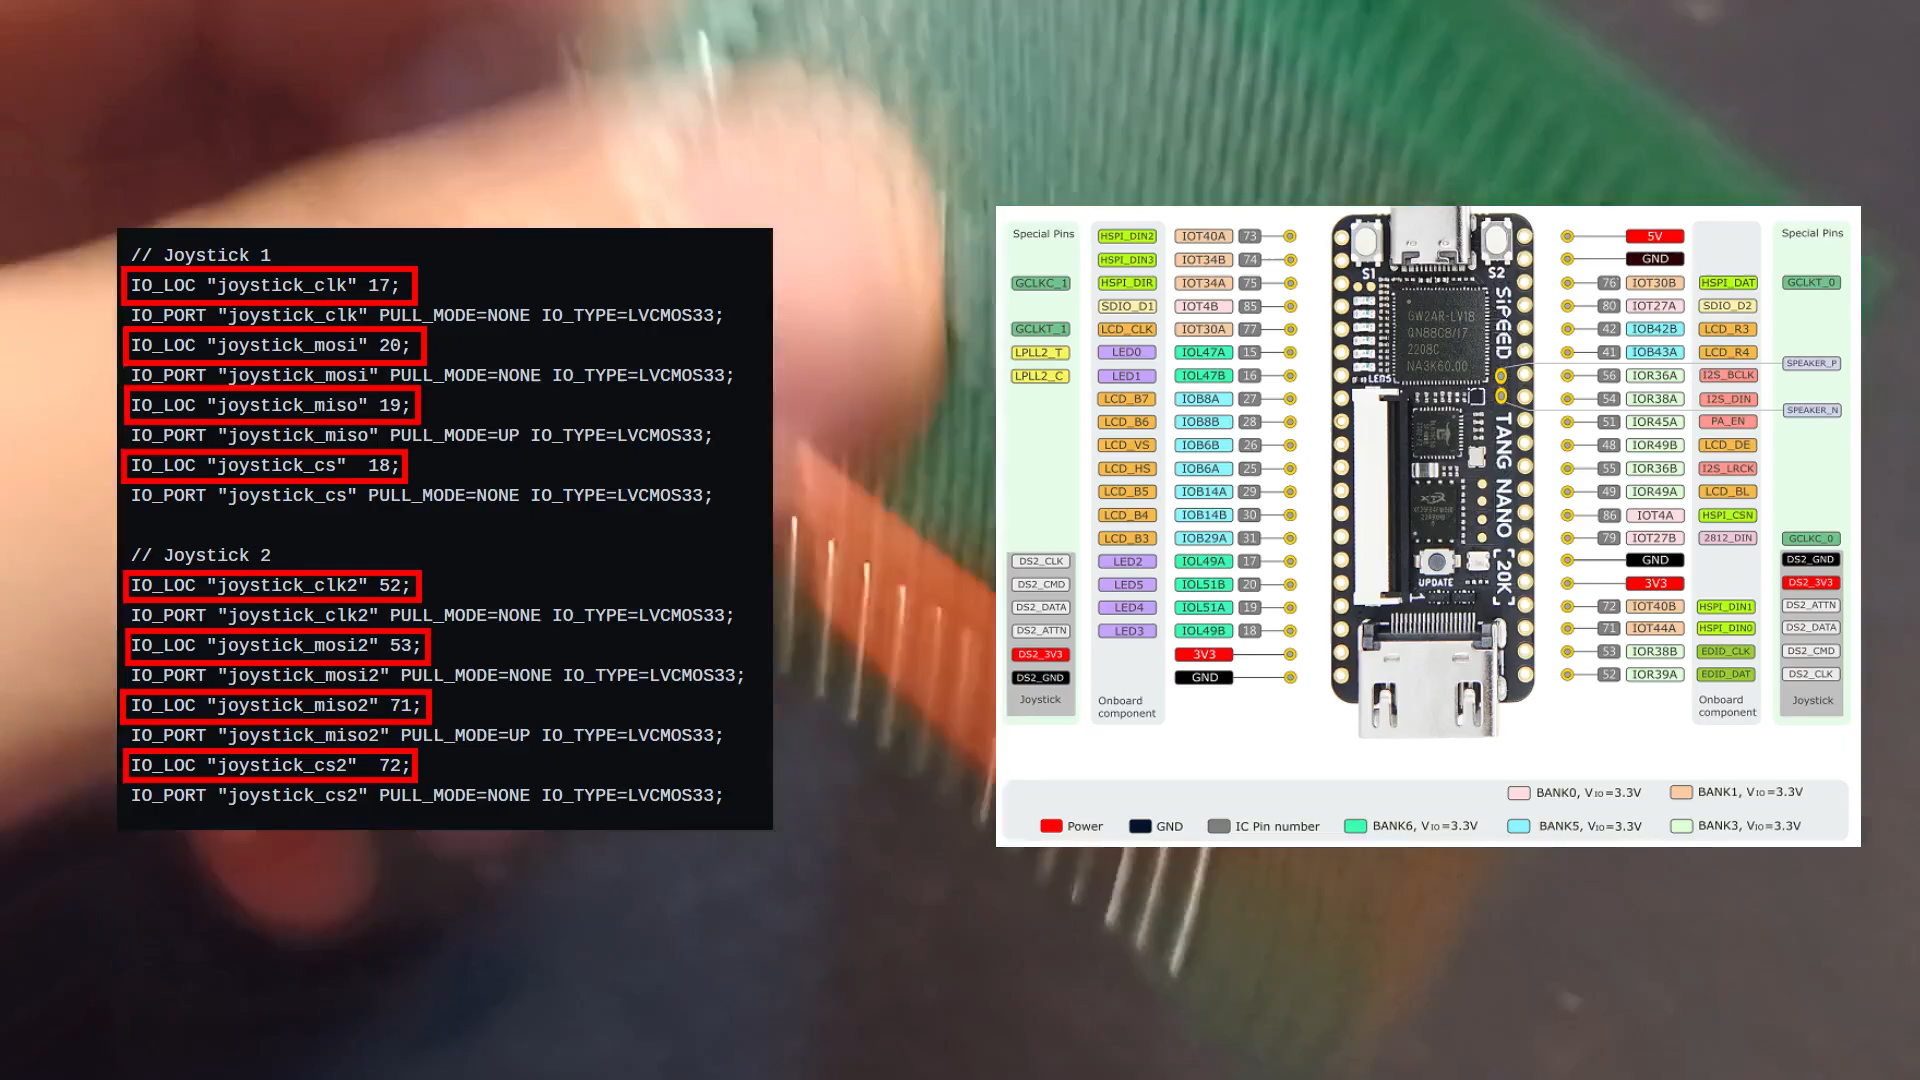 // Joystick 1
IO_LOC "joystick_clk" 17;
IO_PORT "joystick_clk" PULL_MODE=NONE IO_TYPE=LVCMOS33;
IO_LOC "joystick_mosi" 20;
IO_PORT "joystick_mosi" PULL_MODE=NONE IO_TYPE=LVCMOS33;
IO_LOC "joystick_miso" 19;
IO_PORT "joystick_miso" PULL_MODE=UP IO_TYPE=LVCMOS33;
IO_LOC "joystick_cs"  18;
IO_PORT "joystick_cs" PULL_MODE=NONE IO_TYPE=LVCMOS33;
// Joystick 2
IO_LOC "joystick_clk2" 52;
IO_PORT "joystick_clk2" PULL_MODE=NONE IO_TYPE=LVCMOS33;
IO_LOC "joystick_mosi2" 53;
IO_PORT "joystick_mosi2" PULL_MODE=NONE IO_TYPE=LVCMOS33;
IO_LOC "joystick_miso2" 71;
IO_PORT "joystick_miso2" PULL_MODE=UP IO_TYPE=LVCMOS33;
IO_LOC "joystick_cs2"  72;
IO_PORT "joystick_cs2" PULL_MODE=NONE IO_TYPE=LVCMOS33;
Special Pins
HSPI_DIN2 IOT40A 73
HSPI_DIN3 IOT34B 74
GCLKC_1 HSPI_DIR IOT34A 75
SDIO_D1 IOT4B 85
GCLKT_1 LCD_CLK IOT30A 77
LPLL2_T LED0 IOL47A 15
LPLL2_C LED1 IOL47B 16
LCD_B7 IOB8A 27
LCD_B6 IOB8B 28
LCD_VS IOB6B 26
LCD_HS IOB6A 25
LCD_B5 IOB14A 29
LCD_B4 IOB14B 30
LCD_B3 IOB29A 31
DS2_CLK LED2 IOL49A 17
DS2_CMD LED5 IOL51B 20
DS2_DATA LED4 IOL51A 19
DS2_ATTN LED3 IOL49B 18
DS2_3V3 3V3
DS2_GND GND
Joystick
Onboard
component
S1
S2
GW2AR-LV18
QN88C8/I7
2208C
NA3K60.00
LEDS
SiPEED
TANG NANO
[20K]
UPDATE
1
Special Pins
5V
GND
76 IOT30B HSPI_DAT GCLKT_0
80 IOT27A SDIO_D2
42 IOB42B LCD_R3
41 IOB43A LCD_R4
SPEAKER_P
56 IOR36A I2S_BCLK
54 IOR38A I2S_DIN
SPEAKER_N
51 IOR45A PA_EN
48 IOR49B LCD_DE
55 IOR36B I2S_LRCK
49 IOR49A LCD_BL
86 IOT4A HSPI_CSN
79 IOT27B 2812_DIN GCLKC_0
GND DS2_GND
3V3 DS2_3V3
72 IOT40B HSPI_DIN1 DS2_ATTN
71 IOT44A HSPI_DIN0 DS2_DATA
53 IOR38B EDID_CLK DS2_CMD
52 IOR39A EDID_DAT DS2_CLK
Onboard
component
Joystick
BANK0, VIO=3.3V BANK1, VIO=3.3V
Power GND IC Pin number BANK6, VIO=3.3V BANK5, VIO=3.3V BANK3, VIO=3.3V